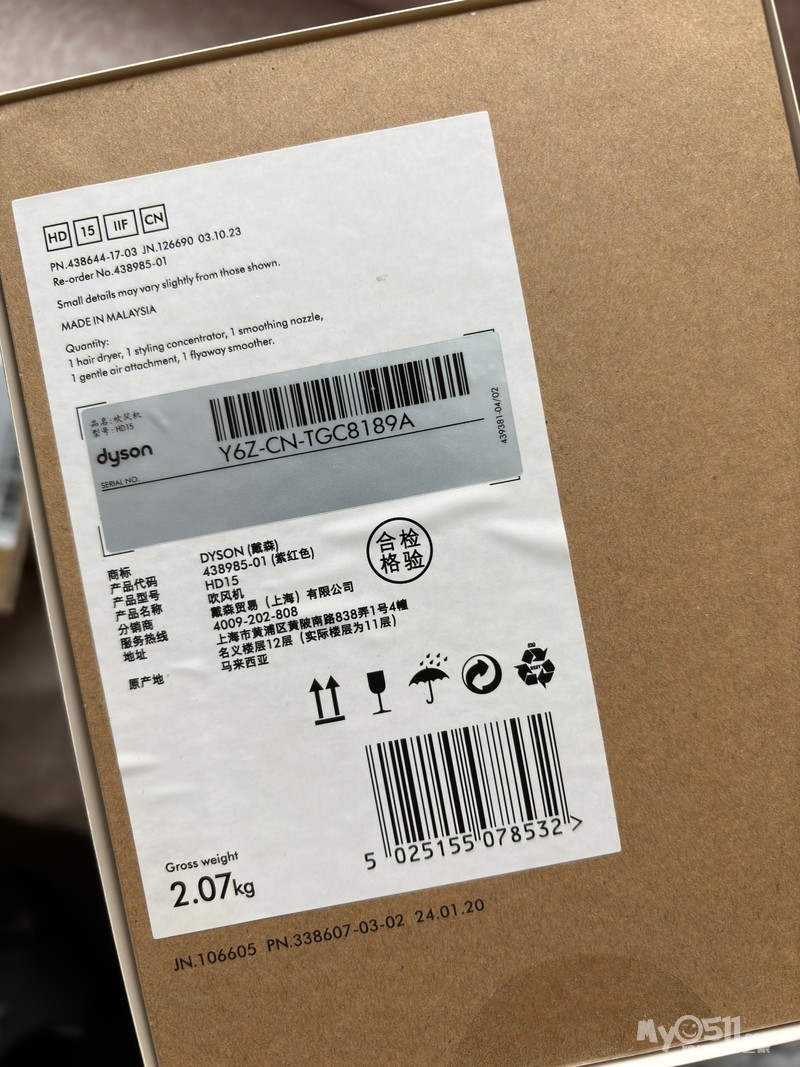 HD 15 IIF CN
PN.438644-17-03 JN.126690 03.10.23
Re-order No.438985-01
Small details may vary slightly from those shown.
MADE IN MALAYSIA
Quantity:
1 hair dryer, 1 styling concentrator, 1 smoothing nozzle,
1 gentle air attachment, 1 flyaway smoother.
品名:吹风机
型号:HD15
dyson
SERIAL NO.
Y6Z-CN-TGC8189A
439381-04/02
合检
格验
商标 DYSON (戴森)
产品代码 438985-01 (紫红色)
产品型号 HD15
产品名称 吹风机
分销商 戴森贸易（上海）有限公司
服务热线 4009-202-808
地址 上海市黄浦区黄陂南路838弄1号4幢
名义楼层12层（实际楼层为11层）
原产地 马来西亚
5 025155 078532 >
Gross weight
2.07kg
JN.106605 PN.338607-03-02 24.01.20
My0511